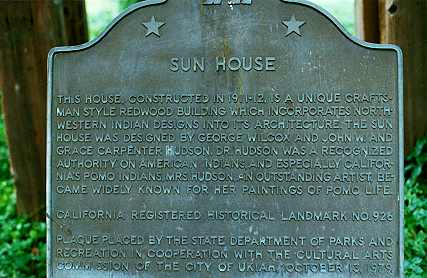 SUN HOUSE
THIS HOUSE, CONSTRUCTED IN 1911-12, IS A UNIQUE CRAFTS-
MAN STYLE REDWOOD BUILDING WHICH INCORPORATES NORTH-
WESTERN INDIAN DESIGNS INTO ITS ARCHITECTURE. THE SUN
HOUSE WAS DESIGNED BY GEORGE WILCOX AND JOHN W. AND
GRACE CARPENTER HUDSON. DR. HUDSON WAS A RECOGNIZED
AUTHORITY ON AMERICAN INDIANS, AND ESPECIALLY CALIFOR-
NIA'S POMO INDIANS. MRS. HUDSON, AN OUTSTANDING ARTIST, BE-
CAME WIDELY KNOWN FOR HER PAINTINGS OF POMO LIFE.
CALIFORNIA REGISTERED HISTORICAL LANDMARK NO. 926
PLAQUE PLACED BY THE STATE DEPARTMENT OF PARKS AND
RECREATION IN COOPERATION WITH THE CULTURAL ARTS
COMMISSION OF THE CITY OF UKIAH, OCTOBER 13, 1979.